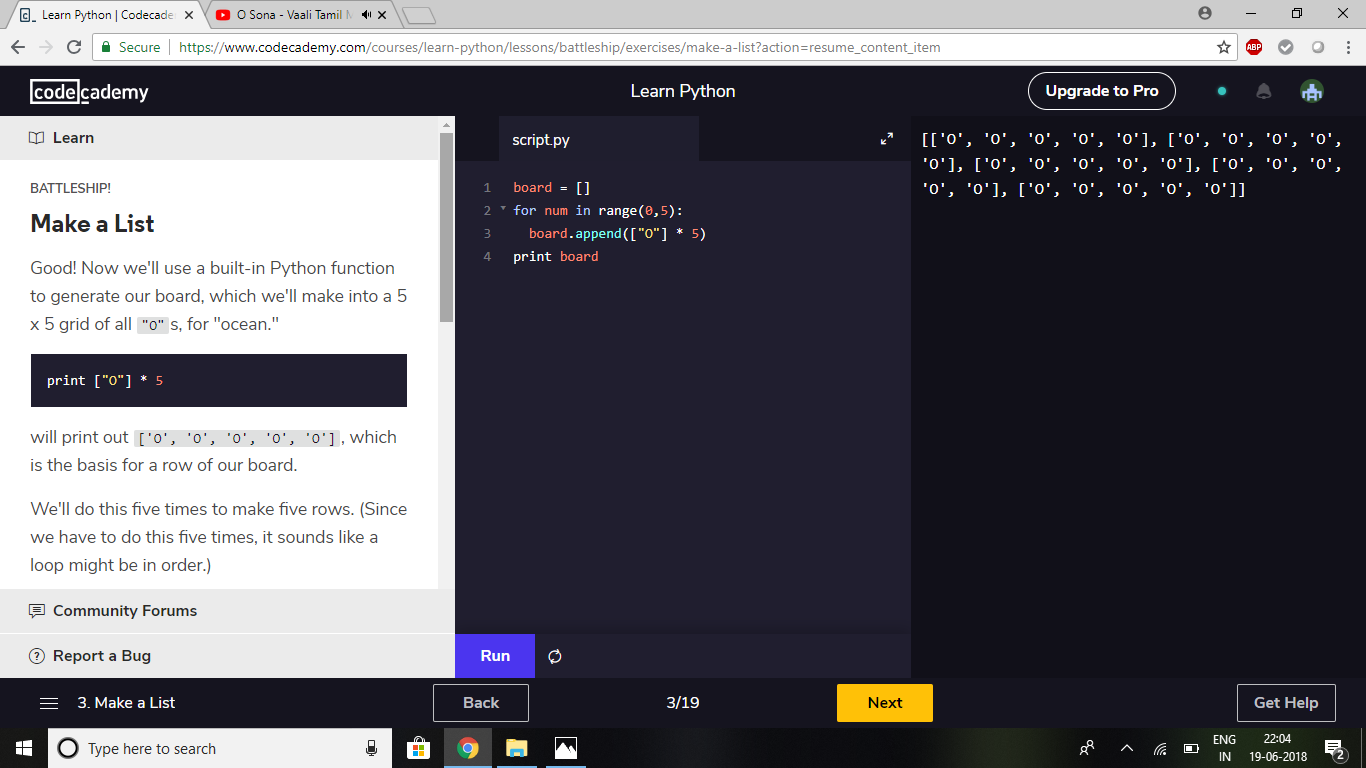 Learn Python | Codecade
O Sona - Vaali Tamil M
Secure
https://www.codecademy.com/courses/learn-python/lessons/battleship/exercises/make-a-list?action=resume_content_item
ABP
codecademy
Learn Python
Upgrade to Pro
Learn
BATTLESHIP!
Make a List
Good! Now we'll use a built-in Python function
to generate our board, which we'll make into a 5
x 5 grid of all "O" s, for "ocean."
print ["O"] * 5
will print out ['O', 'O', 'O', 'O', 'O'], which
is the basis for a row of our board.
We'll do this five times to make five rows. (Since
we have to do this five times, it sounds like a
loop might be in order.)
Community Forums
Report a Bug
script.py
1 board = []
2 for num in range(0,5):
3 board.append(["O"] * 5)
4 print board
Run
[['O', 'O', 'O', 'O', 'O'], ['O', 'O', 'O', 'O',
'O'], ['O', 'O', 'O', 'O', 'O'], ['O', 'O', 'O',
'O', 'O'], ['O', 'O', 'O', 'O', 'O']]
3. Make a List
Back
3/19
Next
Get Help
Type here to search
ENG
IN
22:04
19-06-2018
2